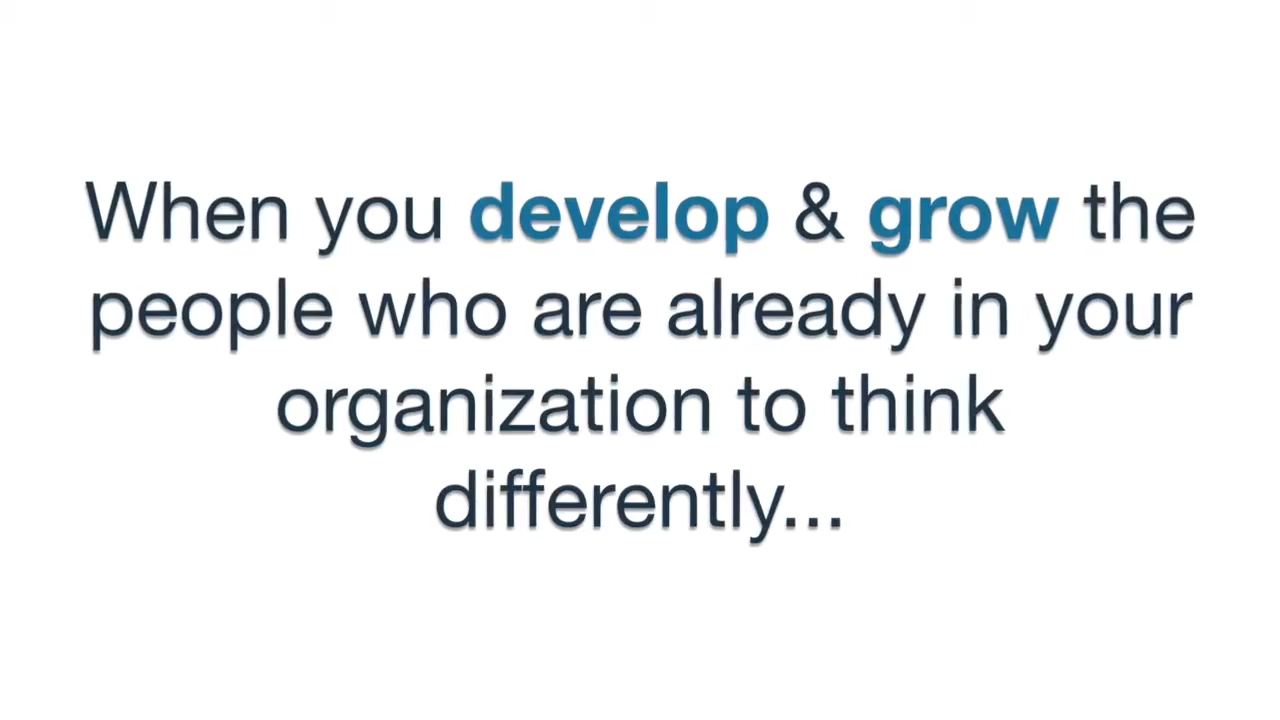 When you develop & grow the
people who are already in your
organization to think
differently...